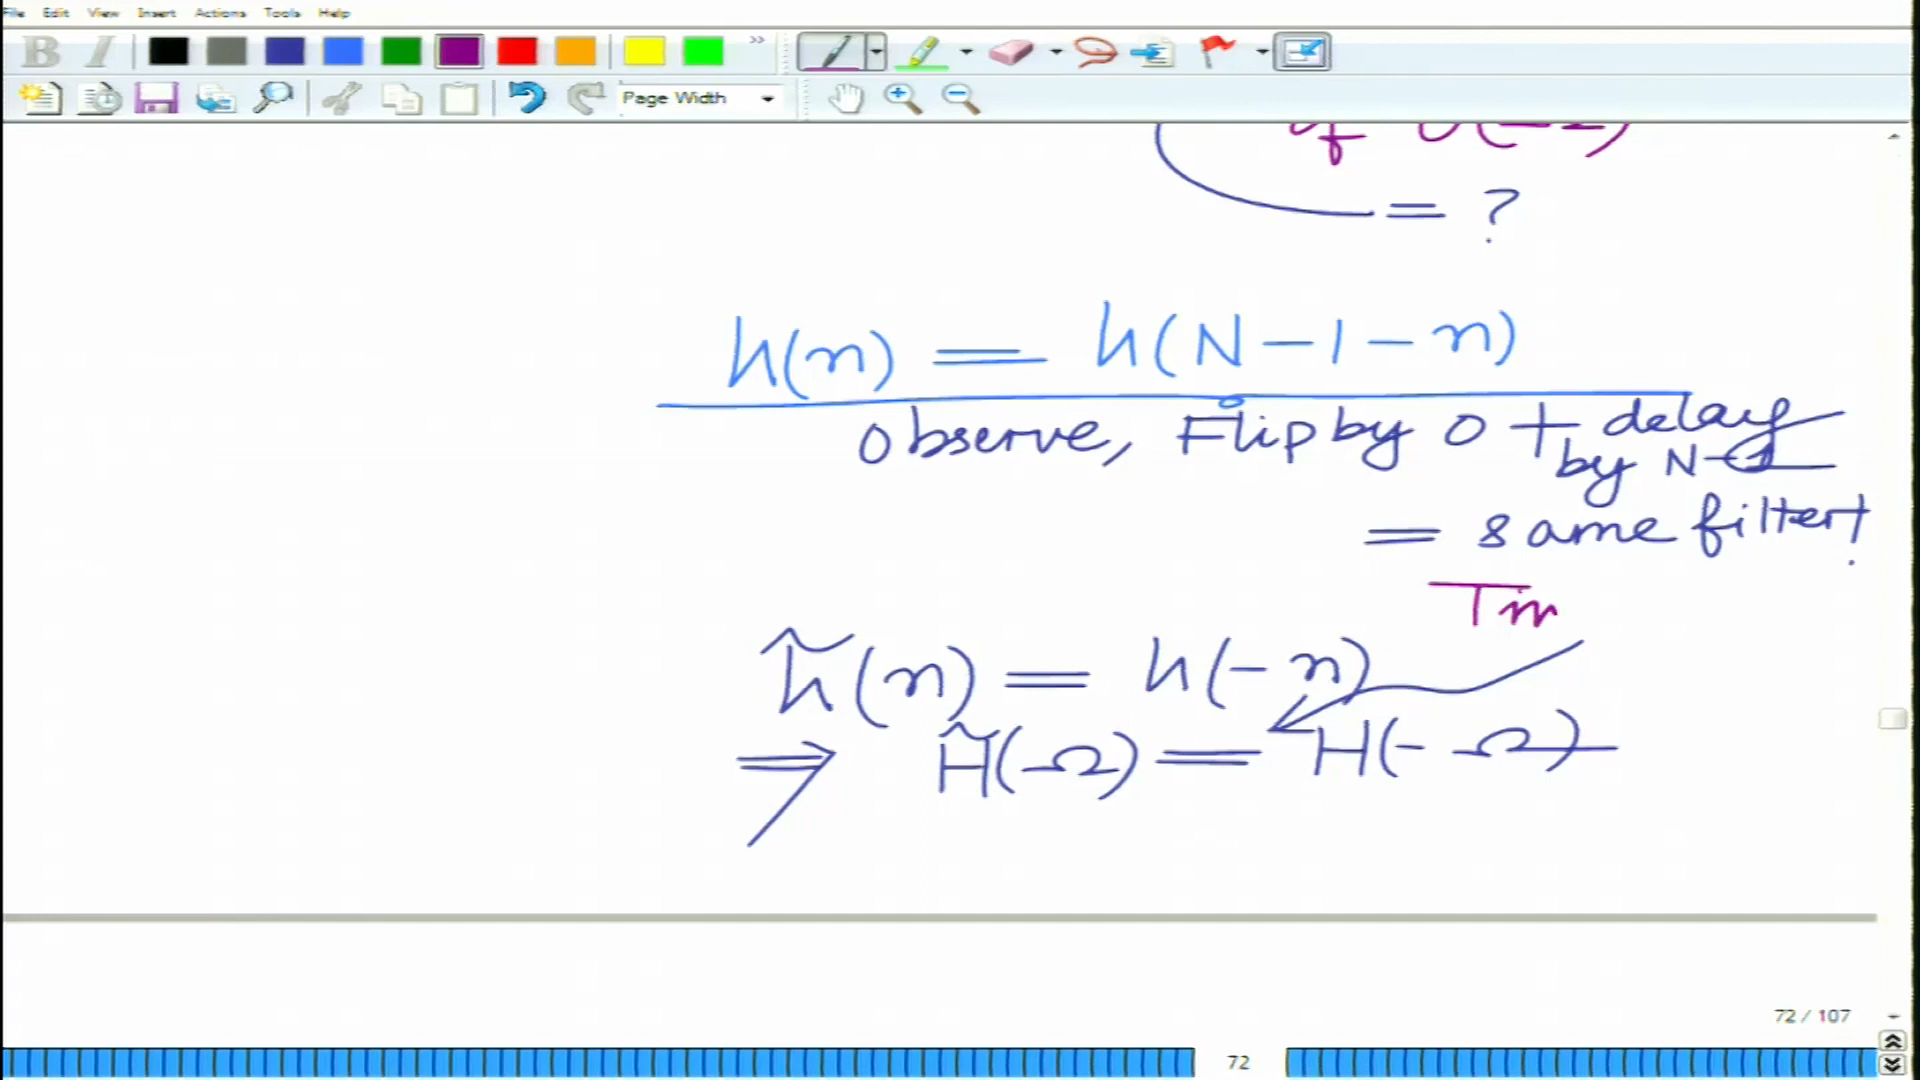 File Edit View Insert Actions Tools Help
B I
Page Width
= ?
h(n) = h(N-1-n)
Observe, Flip by 0 + delay
by N-1
= same filter!
Tim
h̃(n) = h(-n)
⇒ H̃(Ω) = H(-Ω)
72 / 107
72